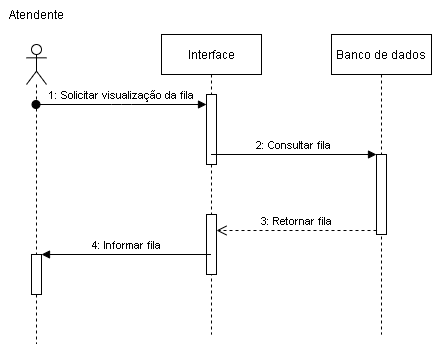 Atendente
Interface
Banco de dados
1: Solicitar visualização da fila
2: Consultar fila
3: Retornar fila
4: Informar fila